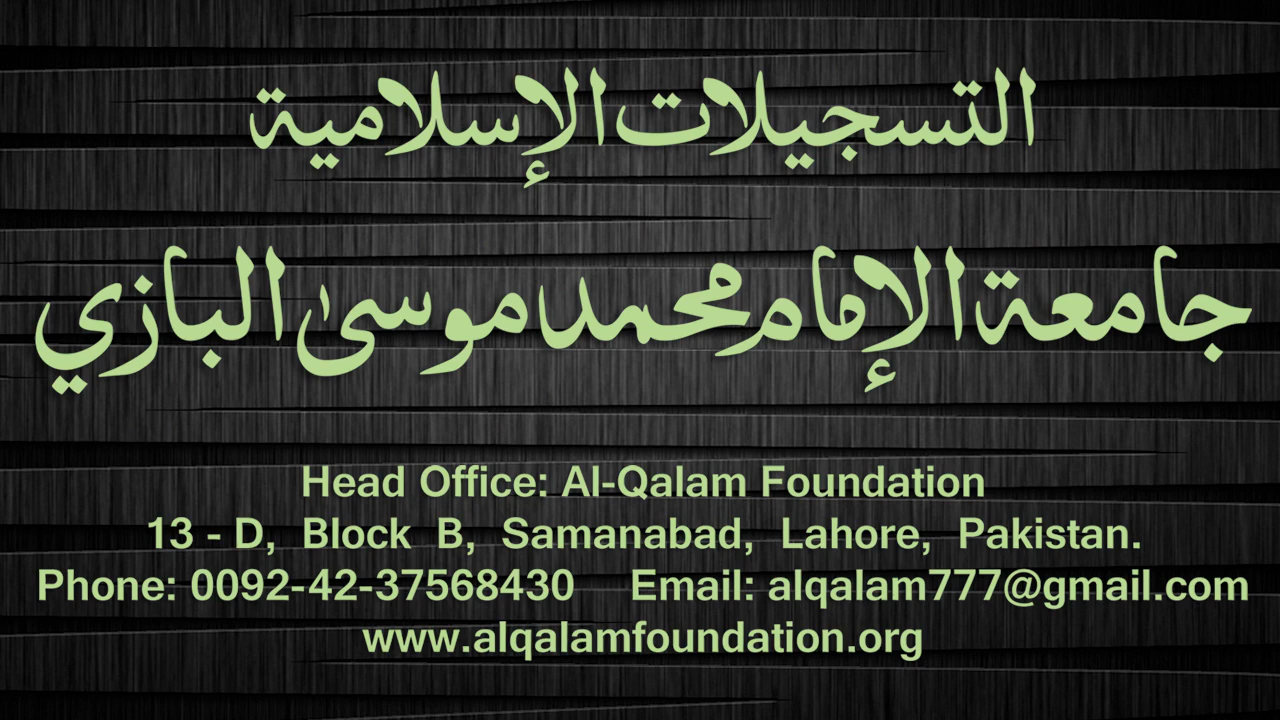 التسجيلات الإسلامية
جامعة الإمام محمد موسىٰ البازي
Head Office: Al-Qalam Foundation
13 - D, Block B, Samanabad, Lahore, Pakistan.
Phone: 0092-42-37568430 Email: alqalam777@gmail.com
www.alqalamfoundation.org